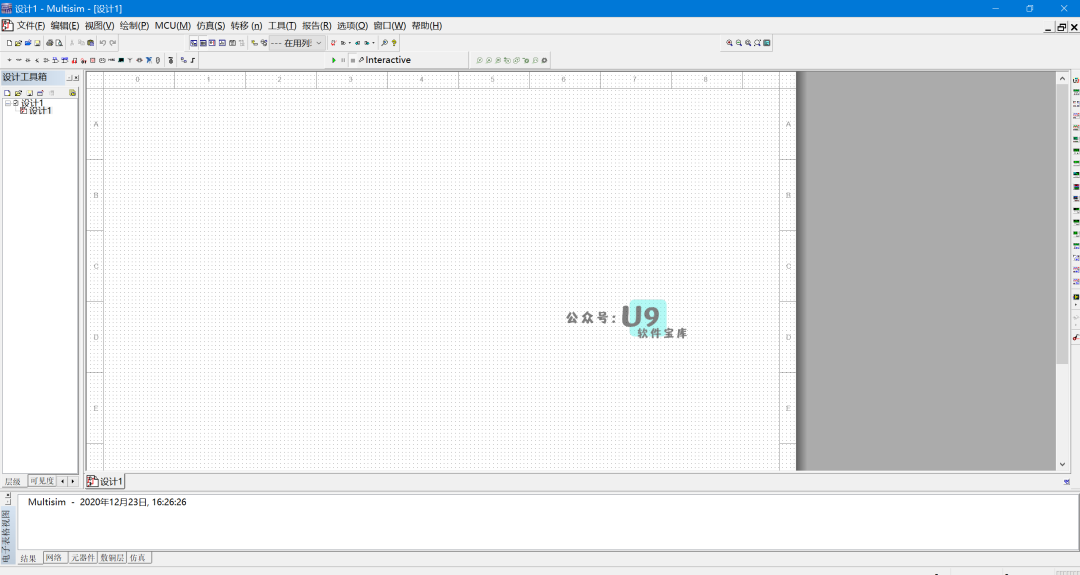 设计1 - Multisim - [设计1]
文件(F) 编辑(E) 视图(V) 绘制(P) MCU(M) 仿真(S) 转移 (n) 工具(T) 报告(R) 选项(O) 窗口(W) 帮助(H)
--- 在用列
Interactive
设计工具箱
设计1
设计1
0 1 2 3 4 5 6 7 8
A A
B B
C C
D D
E E
公众号: U9
软件宝库
层级 可见度
设计1
Multisim - 2020年12月23日, 16:26:26
电子表格视图
结果 网络 元器件 敷铜层 仿真